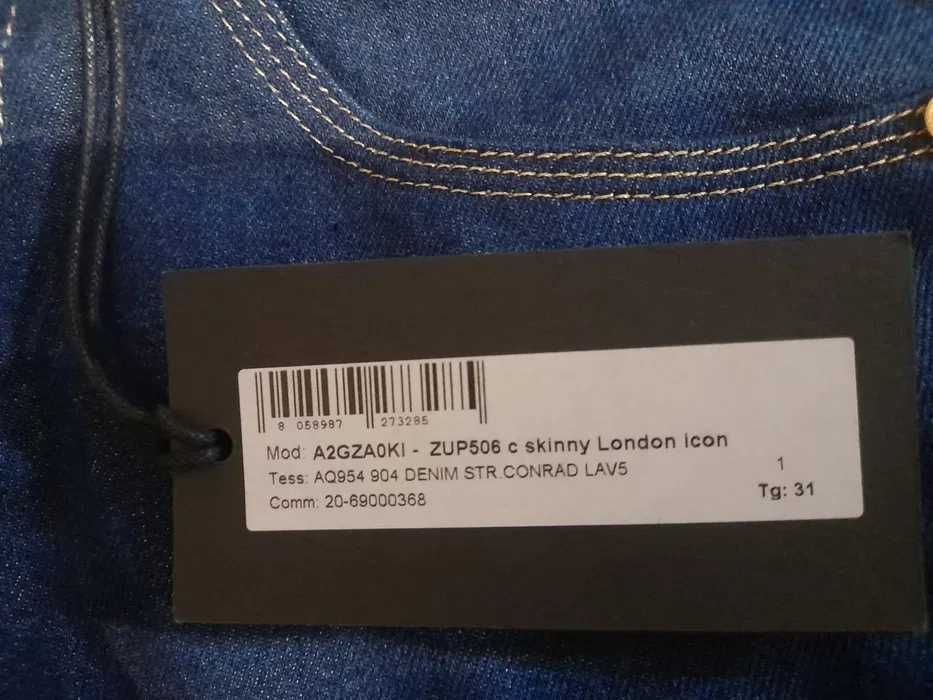 8 058987 273285
Mod: A2GZA0KI - ZUP506 c skinny London icon
Tess: AQ954 904 DENIM STR.CONRAD LAV5
1
Comm: 20-69000368
Tg: 31